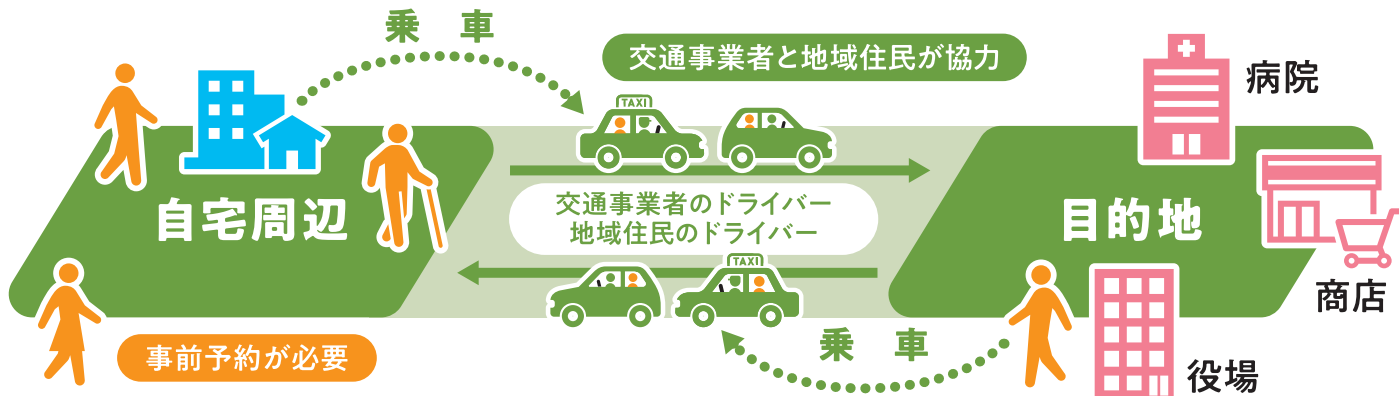 乗車
交通事業者と地域住民が協力
TAXI
病院
自宅周辺
交通事業者のドライバー
地域住民のドライバー
目的地
TAXI
商店
事前予約が必要
乗車
役場